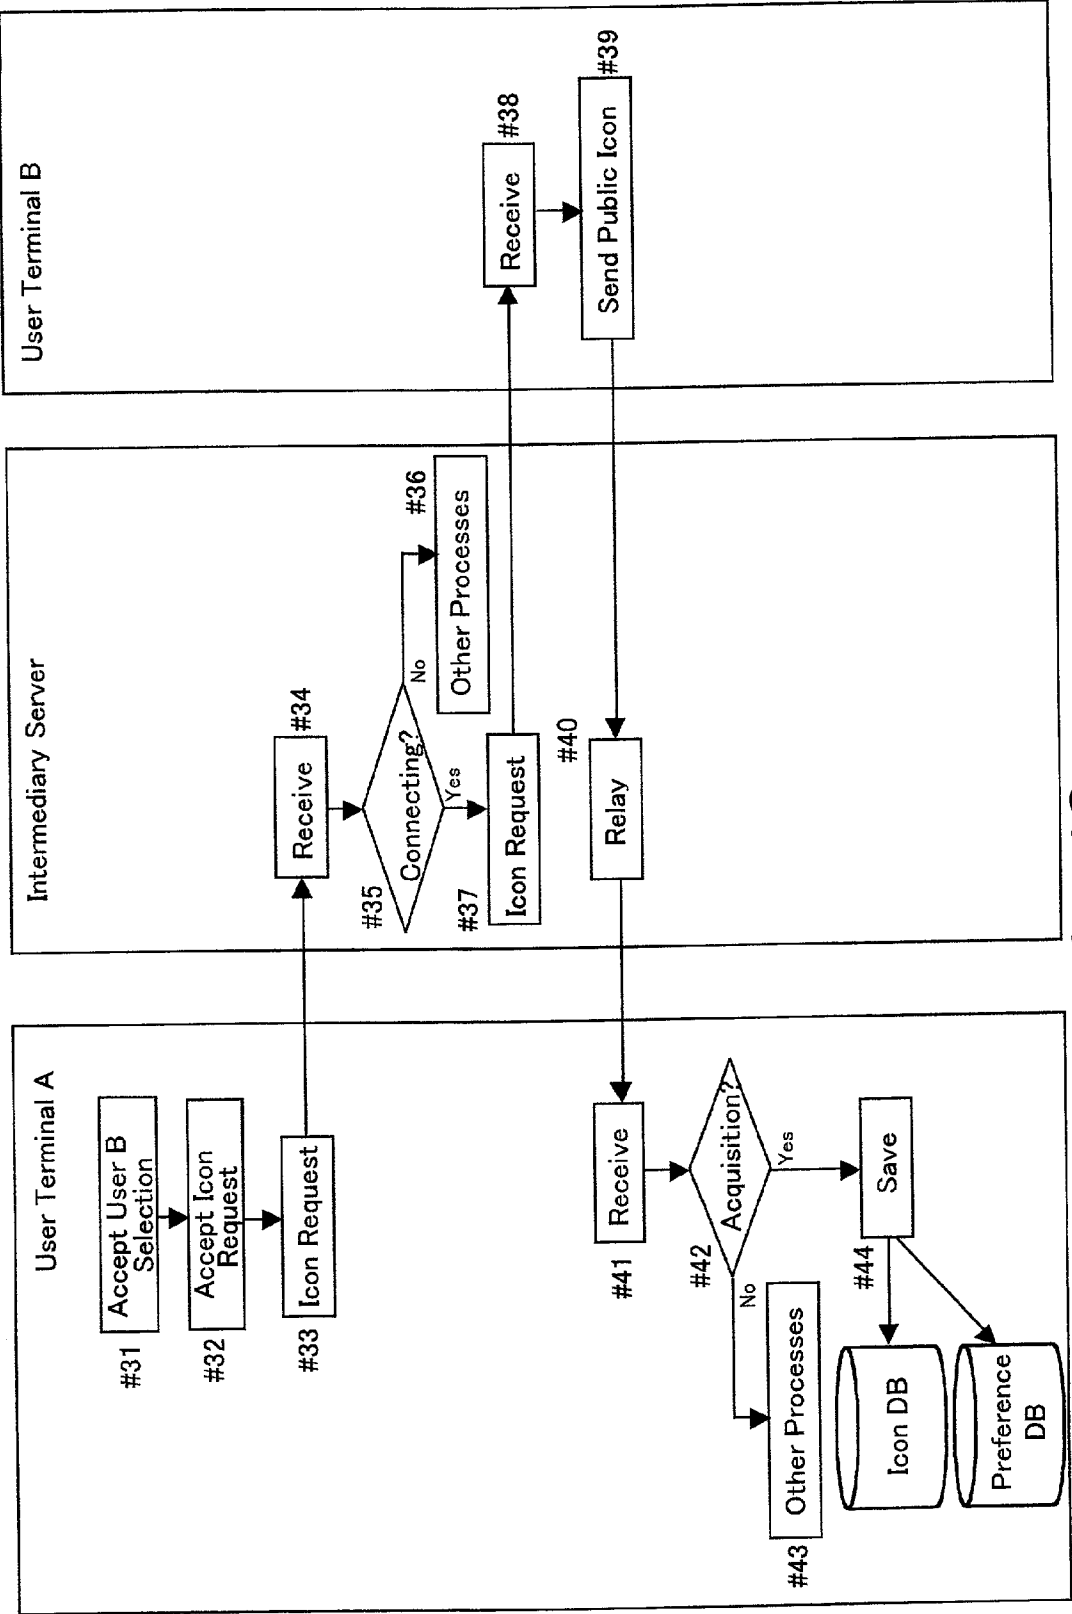 User Terminal A
Accept User B
Selection
#31
Accept Icon
Request
#32
Icon Request
#33
Receive
#41
Acquisition?
#42
No
Yes
Other Processes
#43
Save
#44
Icon DB
Preference
DB
Intermediary Server
Receive
#34
Connecting?
#35
No
Yes
Other Processes
#36
Icon Request
#37
Relay
#40
User Terminal B
Receive
#38
Send Public Icon
#39